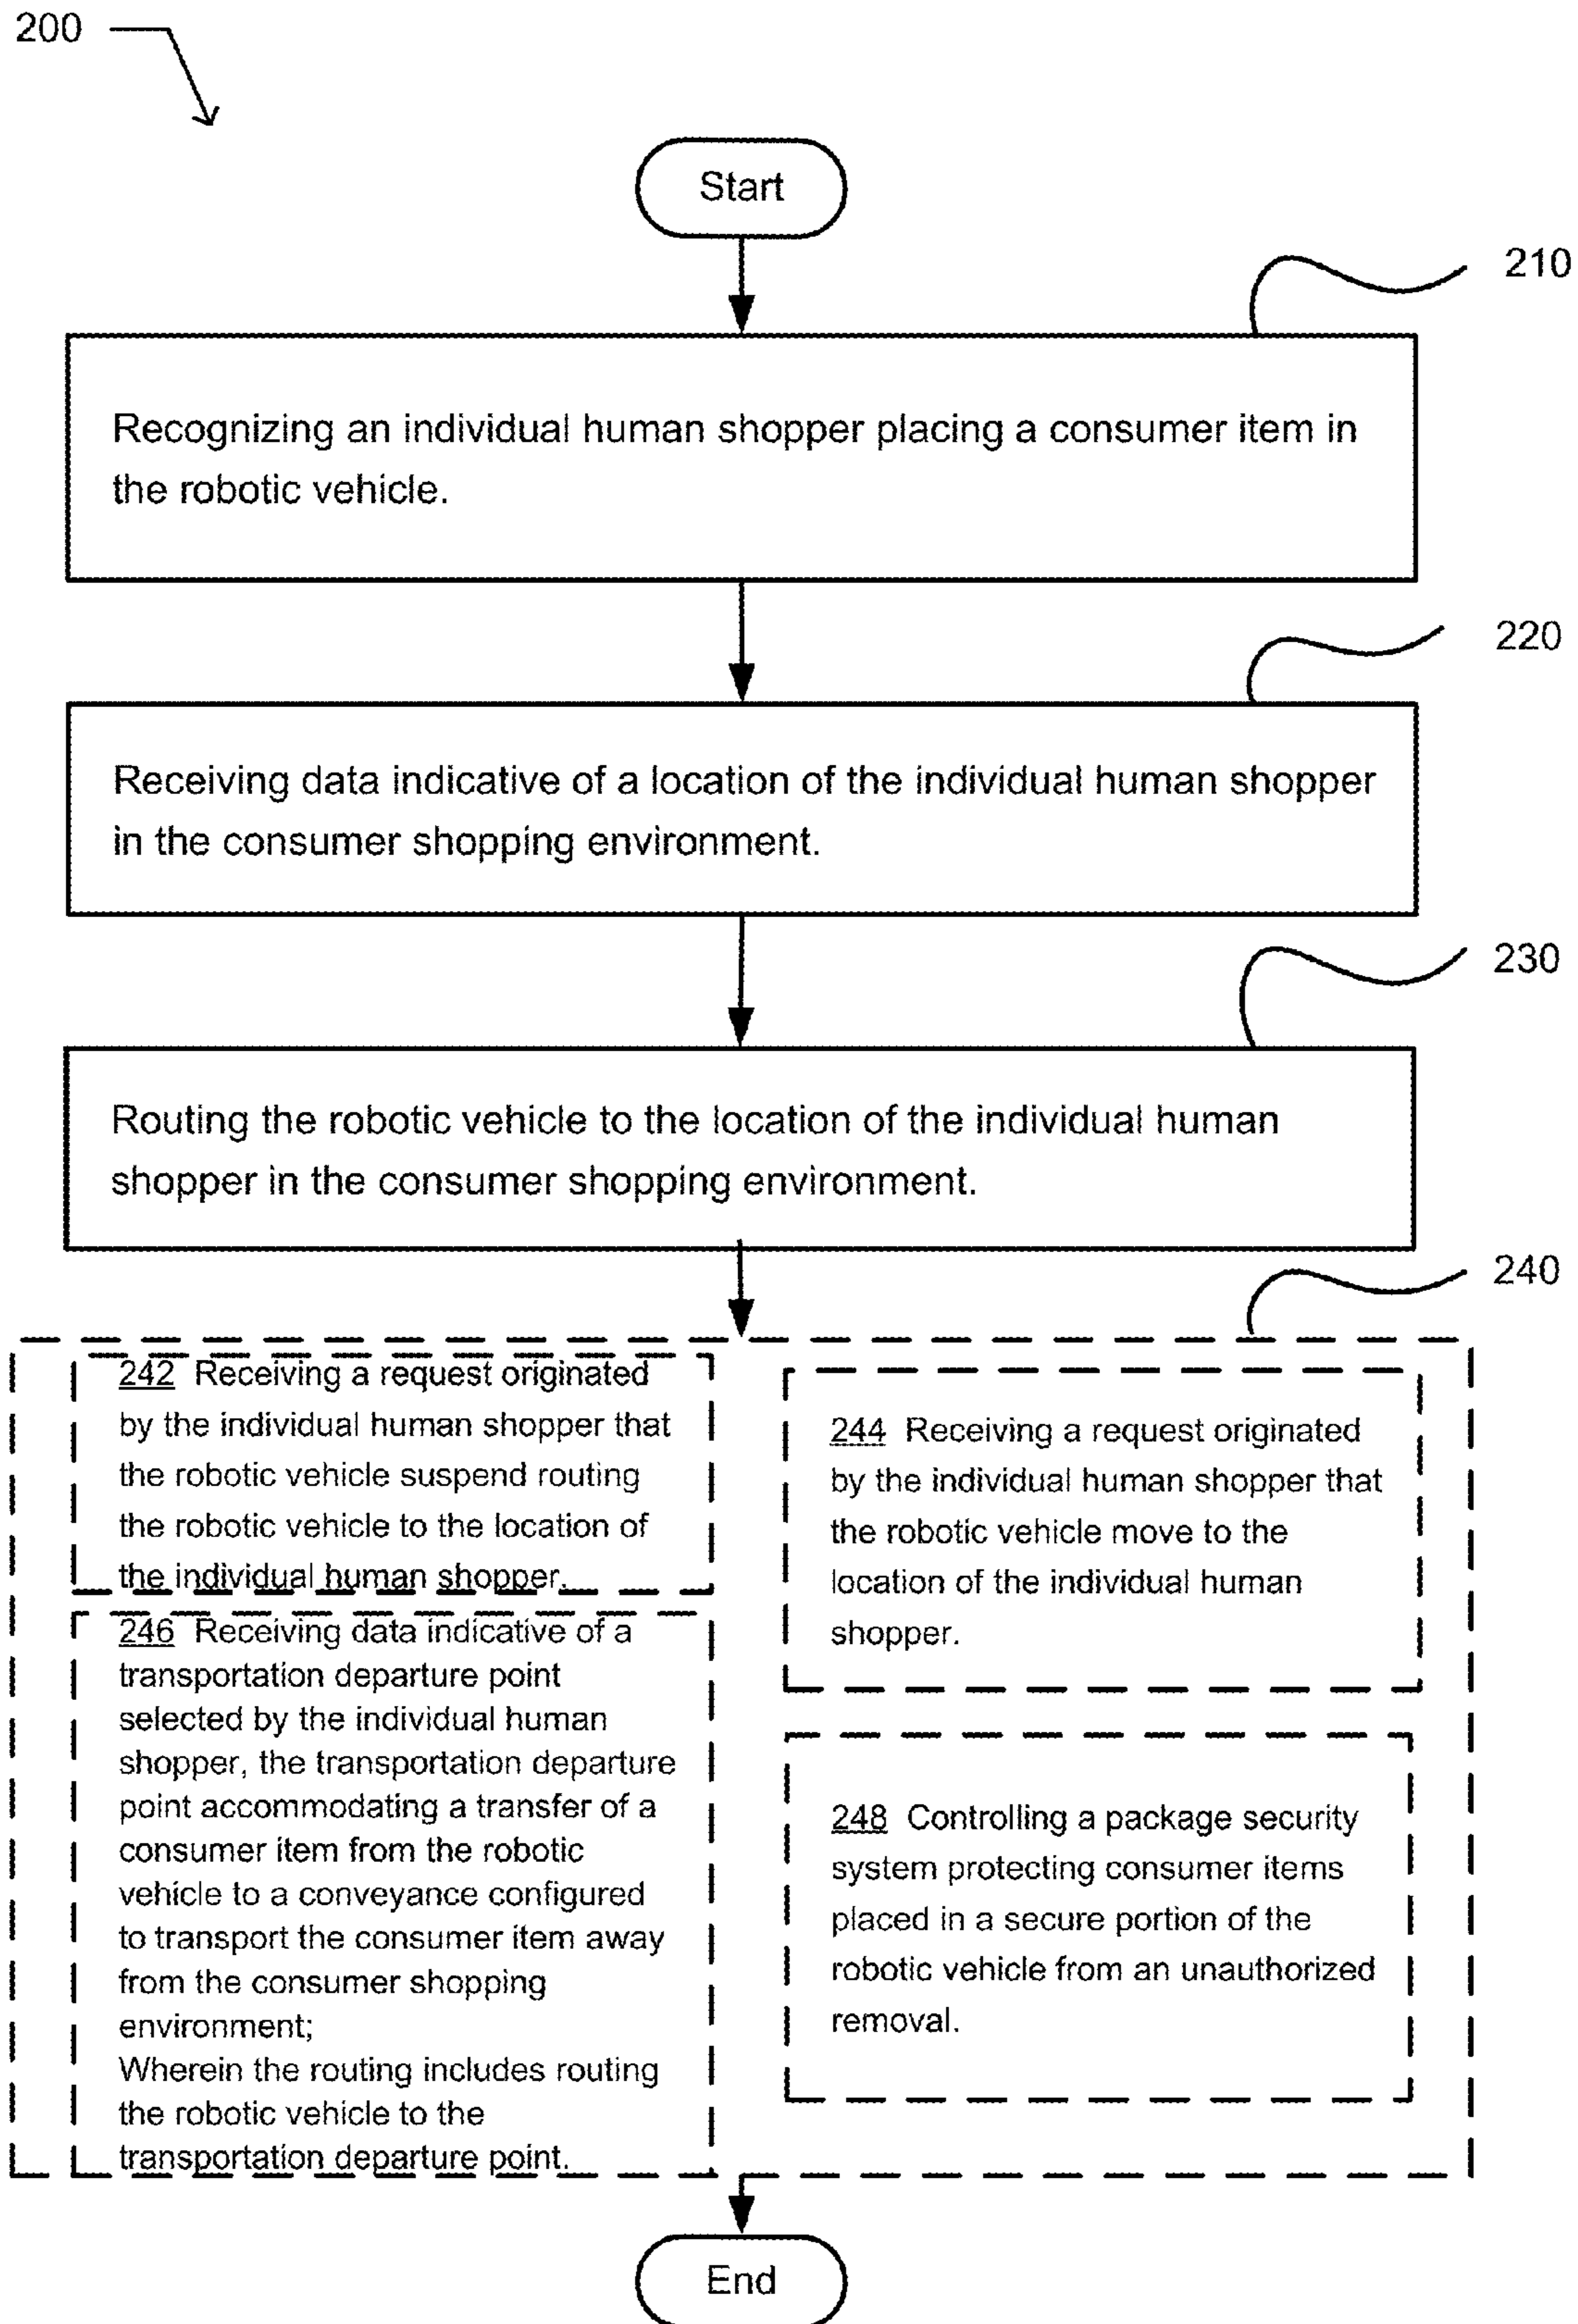 200
Start
210
Recognizing an individual human shopper placing a consumer item in
the robotic vehicle.
220
Receiving data indicative of a location of the individual human shopper
in the consumer shopping environment.
230
Routing the robotic vehicle to the location of the individual human
shopper in the consumer shopping environment.
240
242 Receiving a request originated
by the individual human shopper that
the robotic vehicle suspend routing
the robotic vehicle to the location of
the individual human shopper.
244 Receiving a request originated
by the individual human shopper that
the robotic vehicle move to the
location of the individual human
shopper.
246 Receiving data indicative of a
transportation departure point
selected by the individual human
shopper, the transportation departure
point accommodating a transfer of a
consumer item from the robotic
vehicle to a conveyance configured
to transport the consumer item away
from the consumer shopping
environment;
Wherein the routing includes routing
the robotic vehicle to the
transportation departure point.
248 Controlling a package security
system protecting consumer items
placed in a secure portion of the
robotic vehicle from an unauthorized
removal.
End